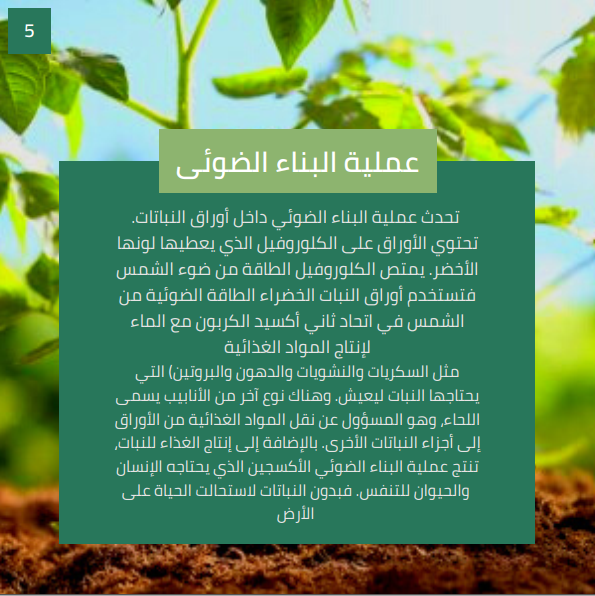 5
عملية البناء الضوئى
تحدث عملية البناء الضوئي داخل أوراق النباتات.
تحتوي الأوراق على الكلوروفيل الذي يعطيها لونها
الأخضر. يمتص الكلوروفيل الطاقة من ضوء الشمس
فتستخدم أوراق النبات الخضراء الطاقة الضوئية من
الشمس في اتحاد ثاني أكسيد الكربون مع الماء
لإنتاج المواد الغذائية
مثل السكريات والنشويات والدهون والبروتين) التي
يحتاجها النبات ليعيش. وهناك نوع آخر من الأنابيب يسمى
اللحاء، وهو المسؤول عن نقل المواد الغذائية من الأوراق
إلى أجزاء النباتات الأخرى. بالإضافة إلى إنتاج الغذاء للنبات،
تنتج عملية البناء الضوئي الأكسجين الذي يحتاجه الإنسان
والحيوان للتنفس. فبدون النباتات لاستحالت الحياة على
الأرض